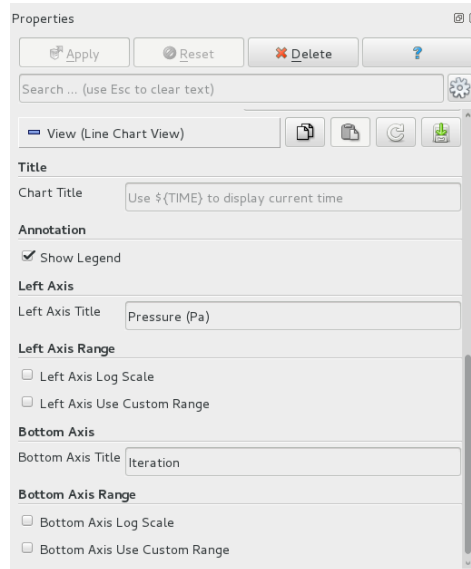 Properties
Apply Reset Delete ?
Search ... (use Esc to clear text)
View (Line Chart View)
Title
Chart Title Use ${TIME} to display current time
Annotation
Show Legend
Left Axis
Left Axis Title Pressure (Pa)
Left Axis Range
Left Axis Log Scale
Left Axis Use Custom Range
Bottom Axis
Bottom Axis Title Iteration
Bottom Axis Range
Bottom Axis Log Scale
Bottom Axis Use Custom Range